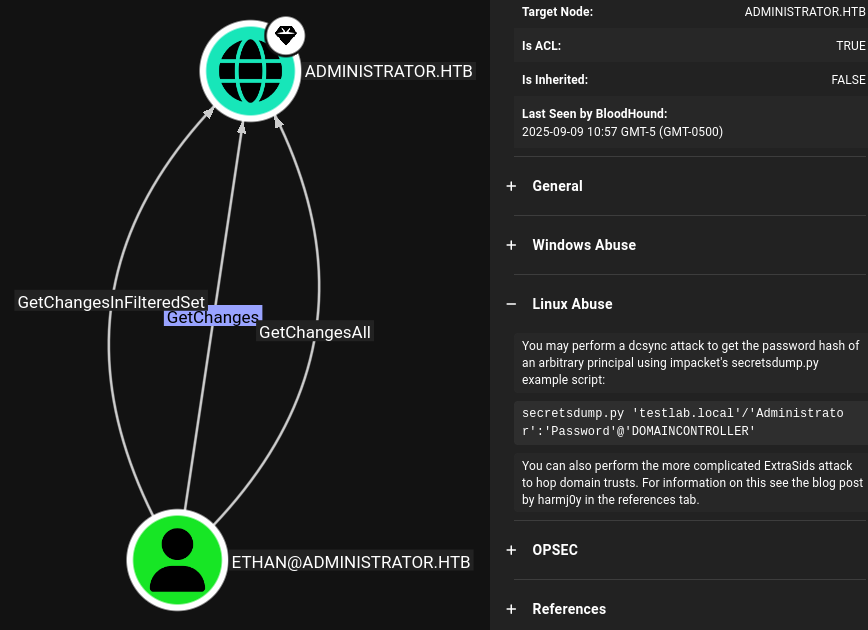 ADMINISTRATOR.HTB
GetChangesInFilteredSet
GetChanges
GetChangesAll
ETHAN@ADMINISTRATOR.HTB
Target Node: ADMINISTRATOR.HTB
Is ACL: TRUE
Is Inherited: FALSE
Last Seen by BloodHound:
2025-09-09 10:57 GMT-5 (GMT-0500)
+ General
+ Windows Abuse
− Linux Abuse
You may perform a dcsync attack to get the password hash of
an arbitrary principal using impacket's secretsdump.py
example script:
secretsdump.py 'testlab.local'/'Administrato
r':'Password'@'DOMAINCONTROLLER'
You can also perform the more complicated ExtraSids attack
to hop domain trusts. For information on this see the blog post
by harmj0y in the references tab.
+ OPSEC
+ References